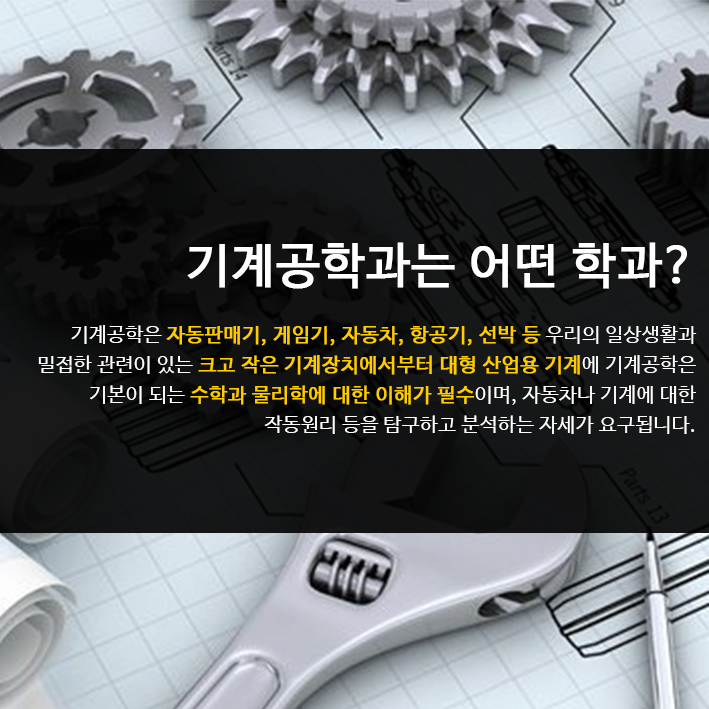 Parts 14
기계공학과는 어떤 학과?
기계공학은 자동판매기, 게임기, 자동차, 항공기, 선박 등 우리의 일상생활과
밀접한 관련이 있는 크고 작은 기계장치에서부터 대형 산업용 기계에 기계공학은
기본이 되는 수학과 물리학에 대한 이해가 필수이며, 자동차나 기계에 대한
작동원리 등을 탐구하고 분석하는 자세가 요구됩니다.
Parts 13